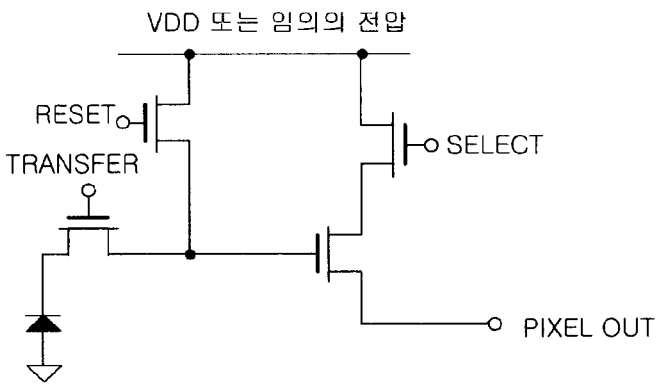 VDD 또는 임의의 전압
RESET
SELECT
TRANSFER
PIXEL OUT